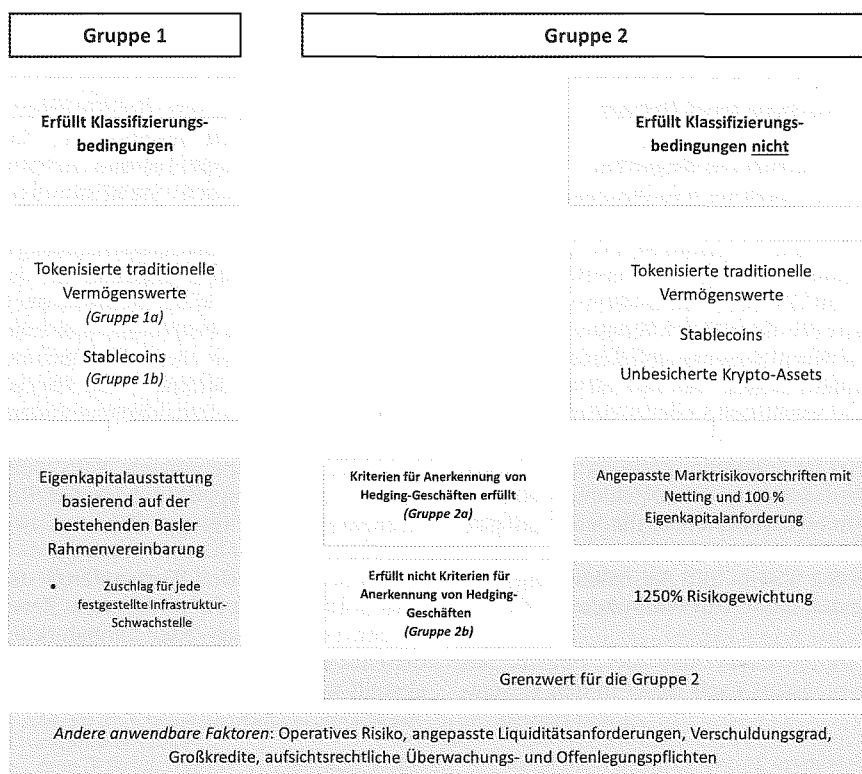 Gruppe 1
Gruppe 2
Erfüllt Klassifizierungs-
bedingungen
Erfüllt Klassifizierungs-
bedingungen nicht
Tokenisierte traditionelle
Vermögenswerte
(Gruppe 1a)
Stablecoins
(Gruppe 1b)
Tokenisierte traditionelle
Vermögenswerte
Stablecoins
Unbesicherte Krypto-Assets
Eigenkapitalausstattung
basierend auf der
bestehenden Basler
Rahmenvereinbarung
• Zuschlag für jede
festgestellte Infrastruktur-
Schwachstelle
Kriterien für Anerkennung von
Hedging-Geschäften erfüllt
(Gruppe 2a)
Angepasste Marktrisikovorschriften mit
Netting und 100 %
Eigenkapitalanforderung
Erfüllt nicht Kriterien für
Anerkennung von Hedging-
Geschäften
(Gruppe 2b)
1250% Risikogewichtung
Grenzwert für die Gruppe 2
Andere anwendbare Faktoren: Operatives Risiko, angepasste Liquiditätsanforderungen, Verschuldungsgrad,
Großkredite, aufsichtsrechtliche Überwachungs- und Offenlegungspflichten